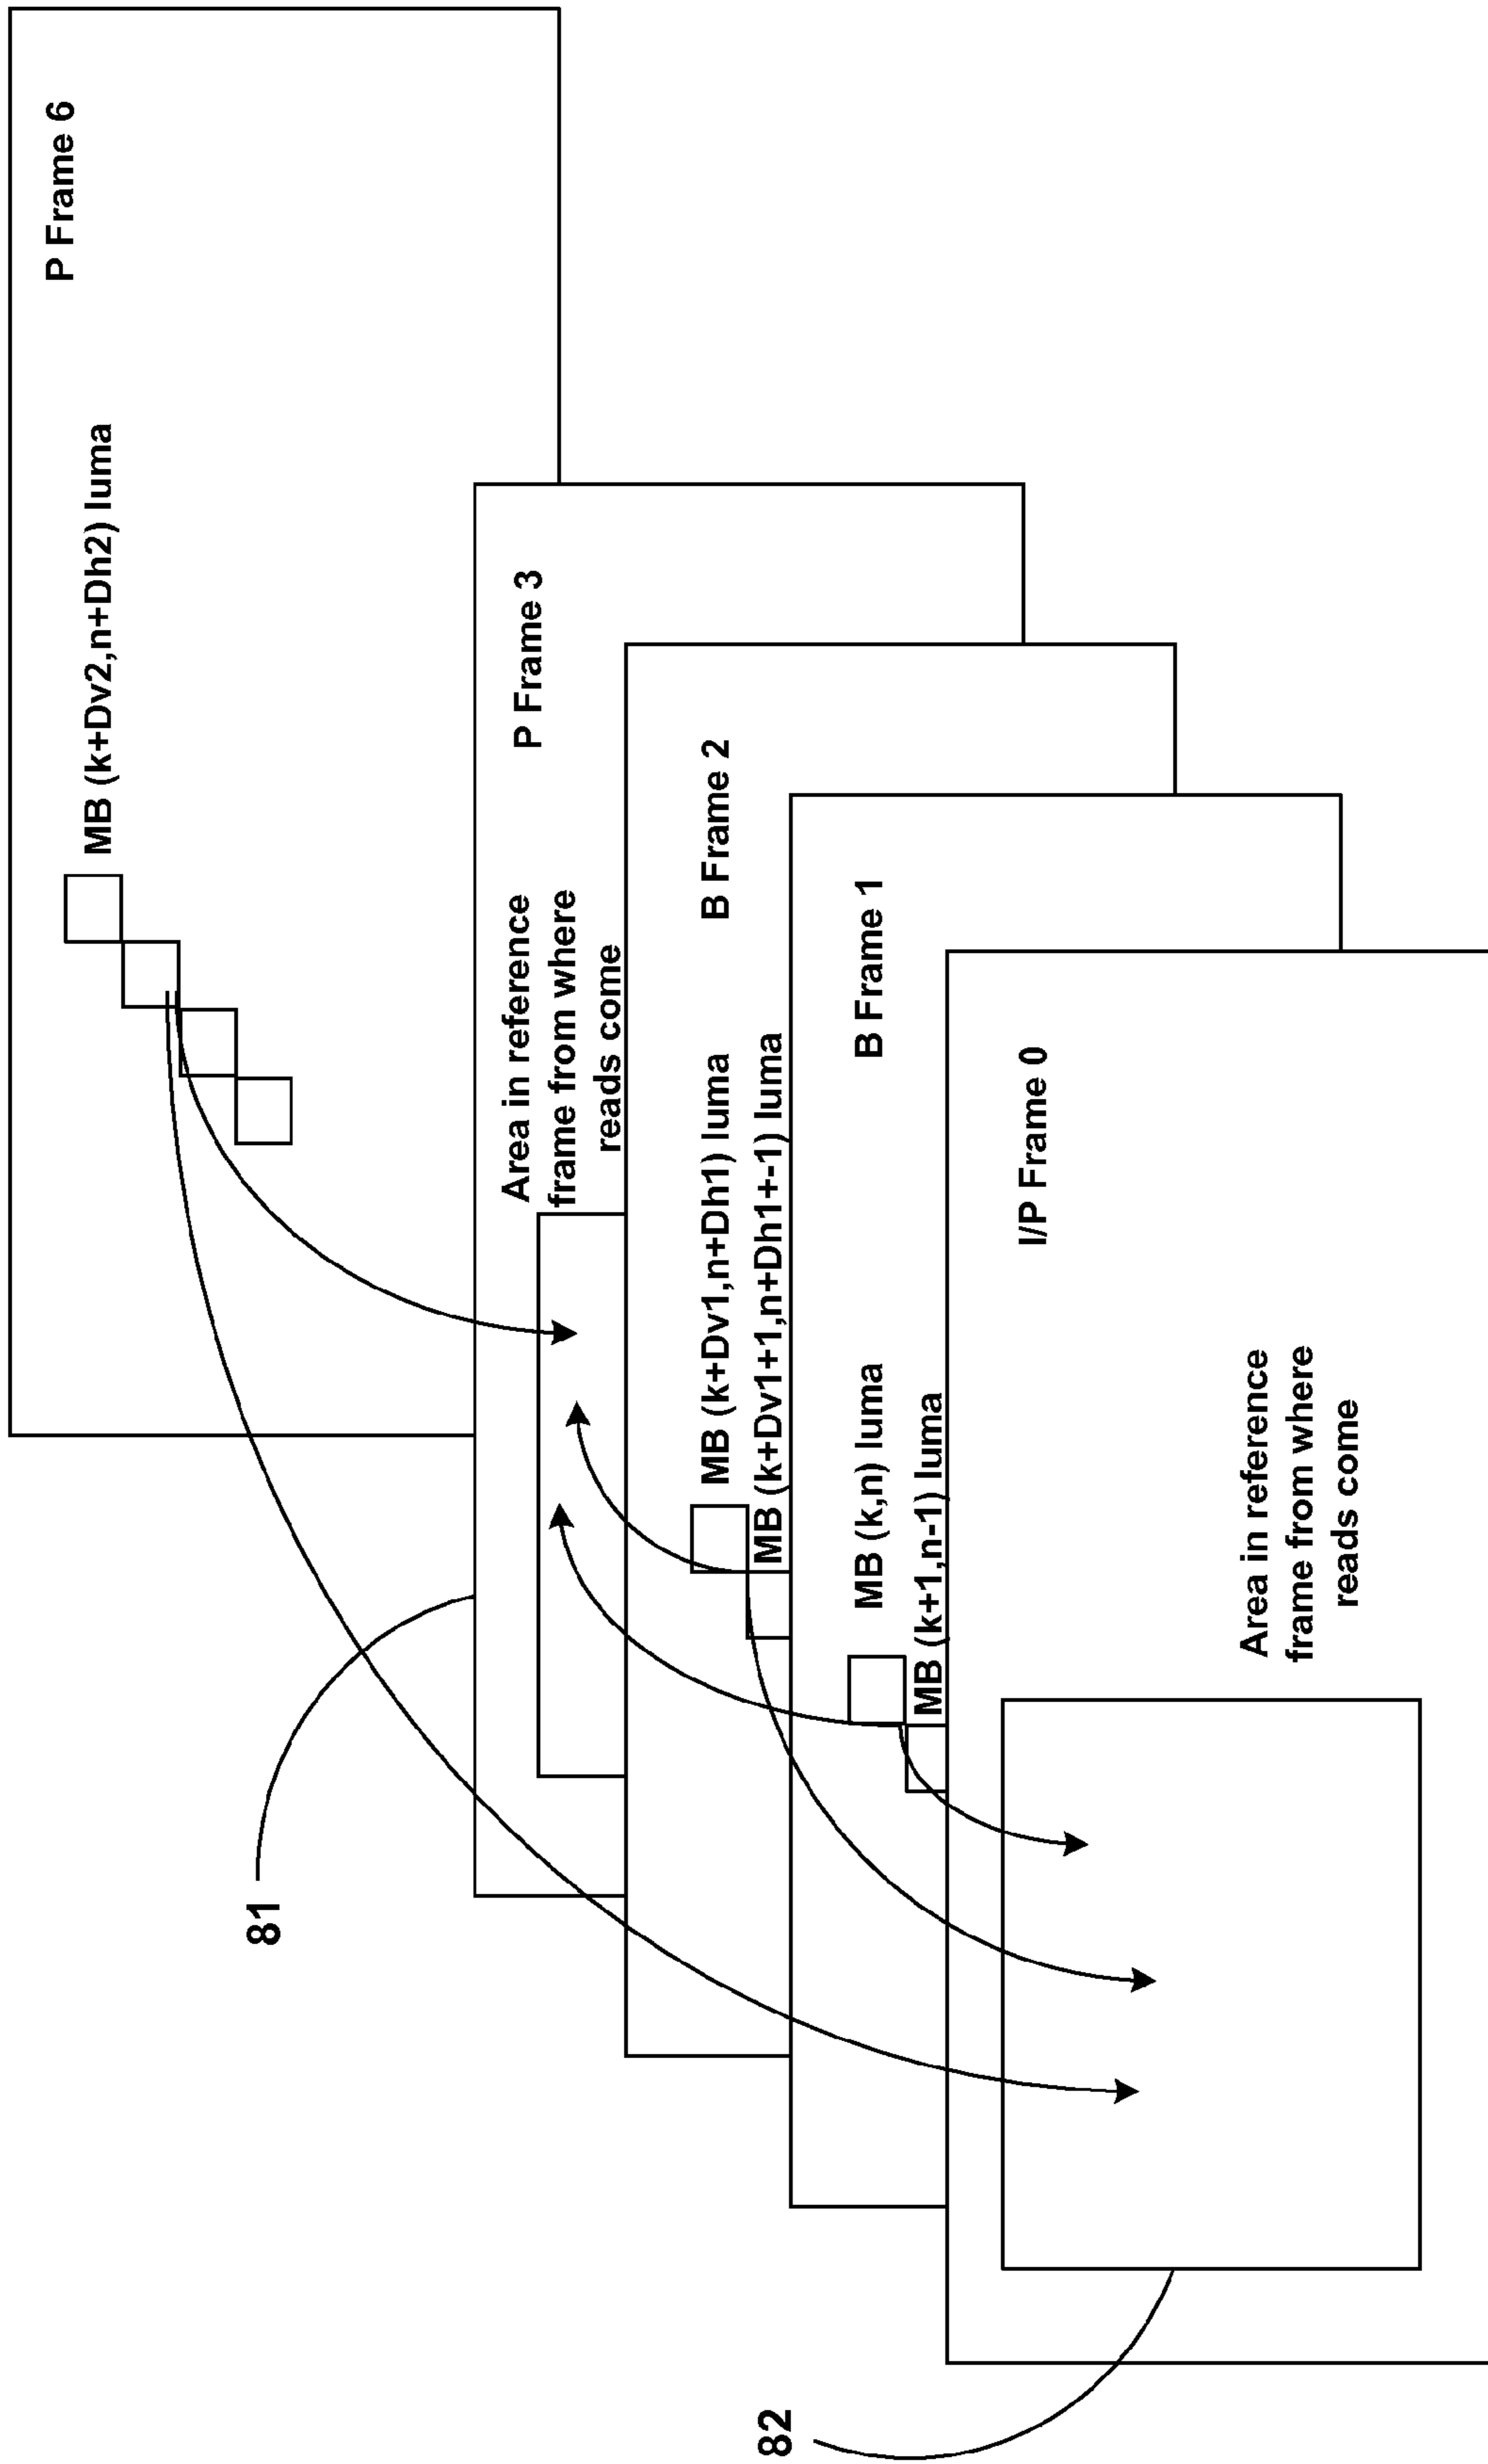 P Frame 6
MB (k+Dv2,n+Dh2) luma
P Frame 3
Area in reference
frame from where
reads come
B Frame 2
MB (k+Dv1,n+Dh1) luma
MB (k+Dv1+1,n+Dh1+-1) luma
B Frame 1
MB (k,n) luma
MB (k+1,n-1) luma
I/P Frame 0
Area in reference
frame from where
reads come
81
82